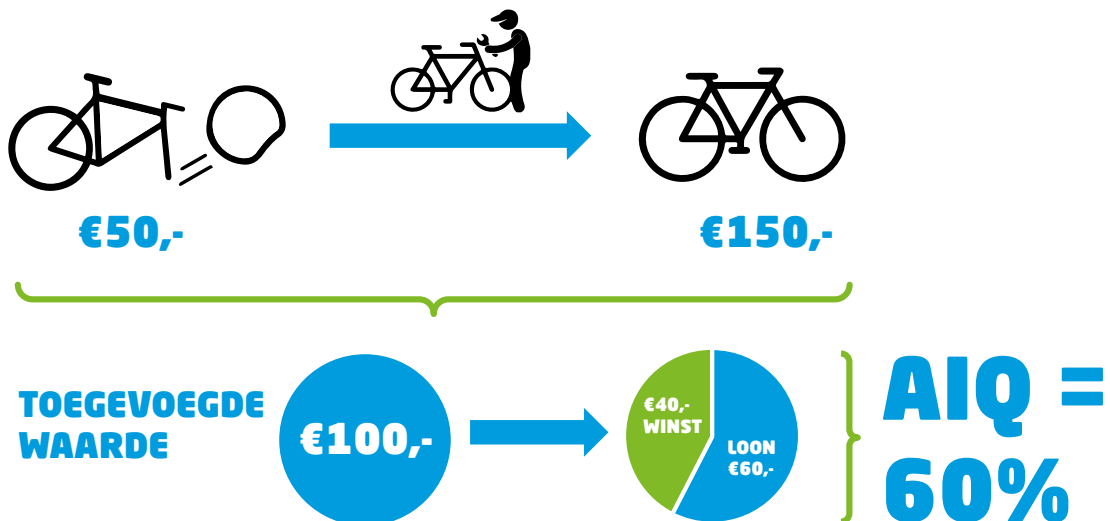 €50,-
€150,-
TOEGEVOEGDE
WAARDE
€100,-
€40,-
WINST
LOON
€60,-
AIQ =
60%